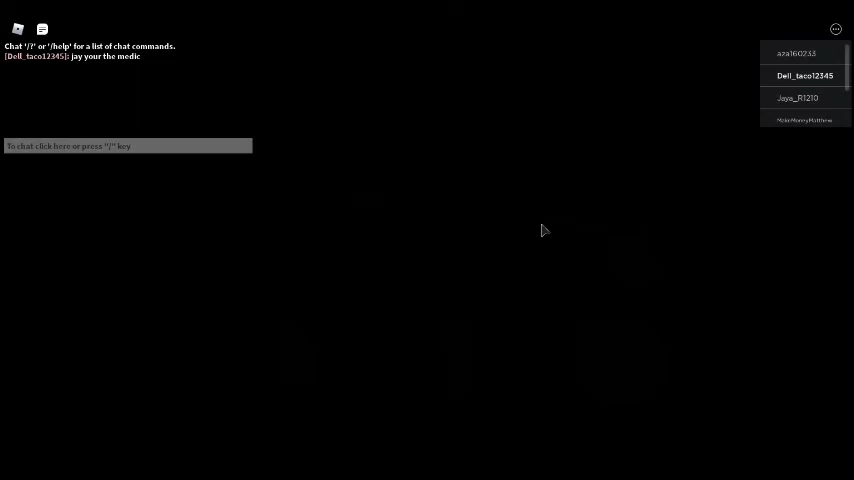 Chat '/?' or '/help' for a list of chat commands.
[Dell_taco12345]: jay your the medic
To chat click here or press "/" key
aza160233
Dell_taco12345
Jaya_R1210
MakeMoneyMatthew